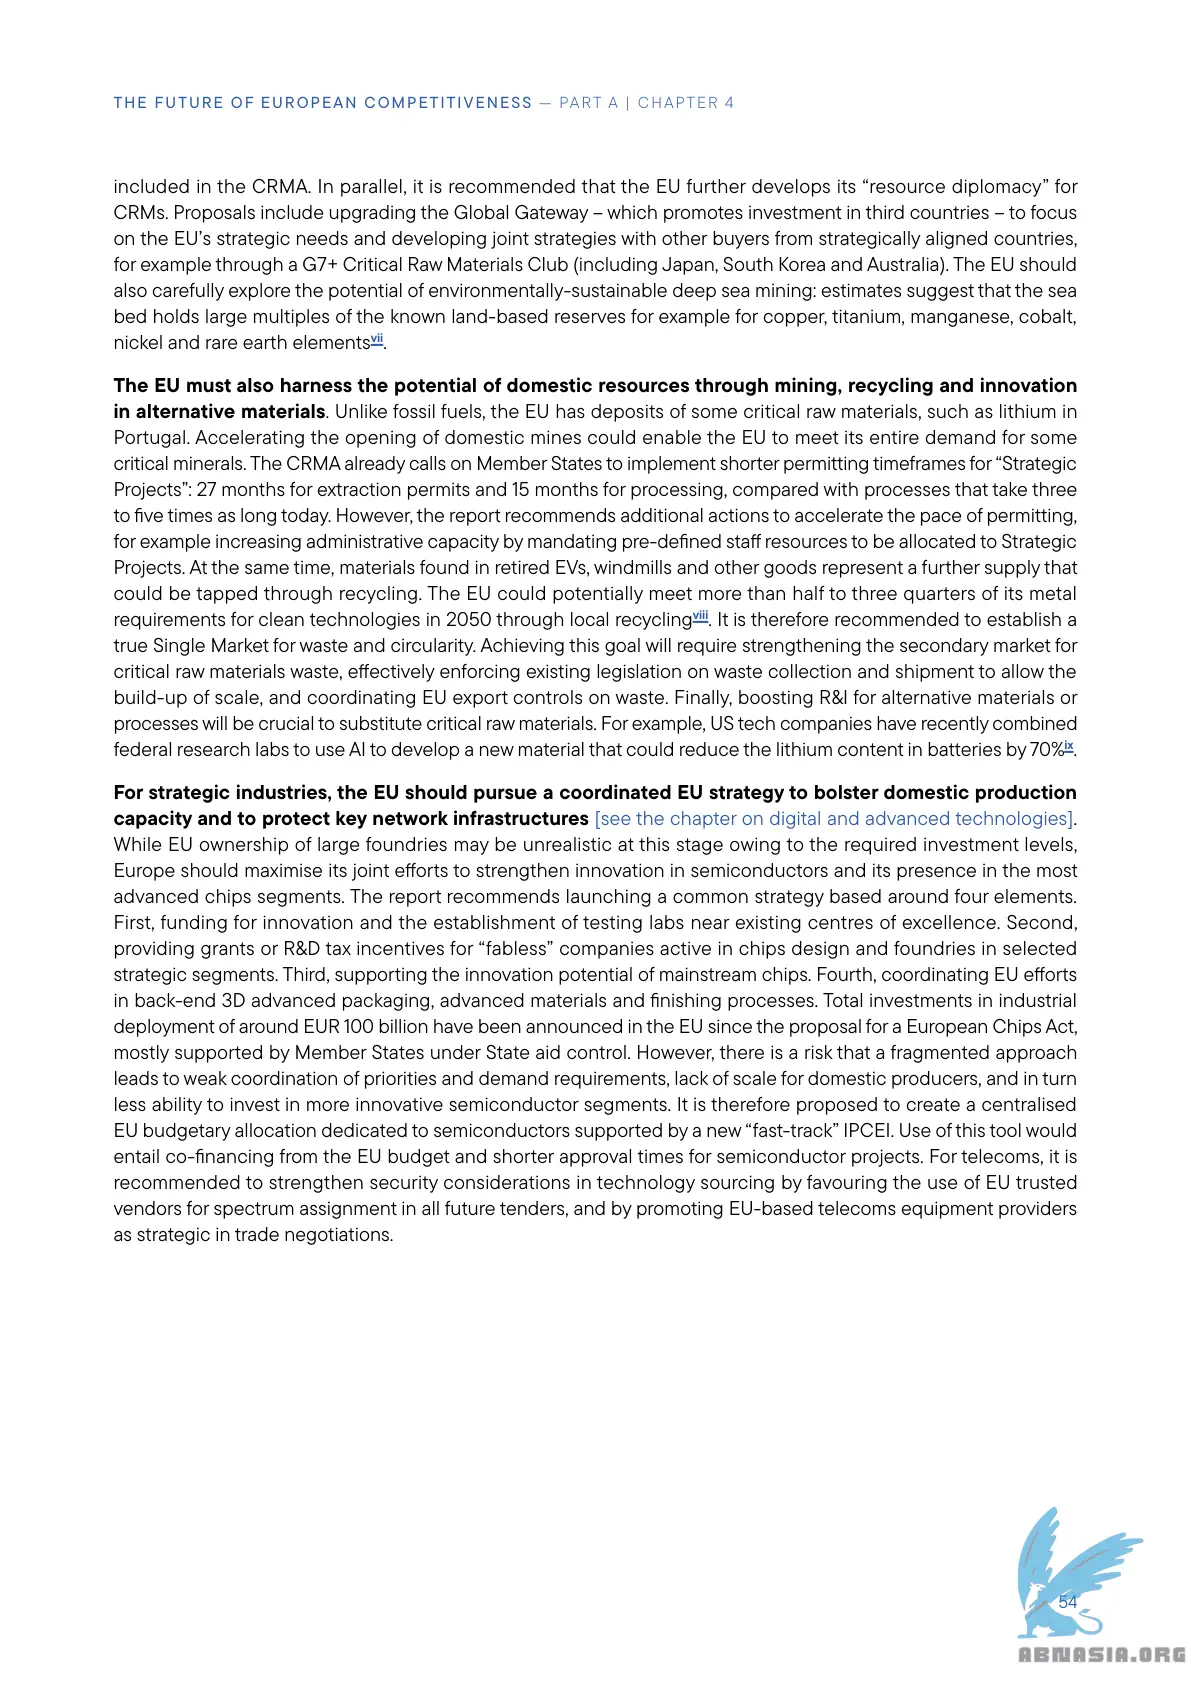 THE FUTURE OF EUROPEAN COMPETITIVENESS — PART A | CHAPTER 4
included in the CRMA. In parallel, it is recommended that the EU further develops its “resource diplomacy” for
CRMs. Proposals include upgrading the Global Gateway – which promotes investment in third countries – to focus
on the EU’s strategic needs and developing joint strategies with other buyers from strategically aligned countries,
for example through a G7+ Critical Raw Materials Club (including Japan, South Korea and Australia). The EU should
also carefully explore the potential of environmentally-sustainable deep sea mining: estimates suggest that the sea
bed holds large multiples of the known land-based reserves for example for copper, titanium, manganese, cobalt,
nickel and rare earth elementsvii.
The EU must also harness the potential of domestic resources through mining, recycling and innovation
in alternative materials. Unlike fossil fuels, the EU has deposits of some critical raw materials, such as lithium in
Portugal. Accelerating the opening of domestic mines could enable the EU to meet its entire demand for some
critical minerals. The CRMA already calls on Member States to implement shorter permitting timeframes for “Strategic
Projects”: 27 months for extraction permits and 15 months for processing, compared with processes that take three
to five times as long today. However, the report recommends additional actions to accelerate the pace of permitting,
for example increasing administrative capacity by mandating pre-defined staff resources to be allocated to Strategic
Projects. At the same time, materials found in retired EVs, windmills and other goods represent a further supply that
could be tapped through recycling. The EU could potentially meet more than half to three quarters of its metal
requirements for clean technologies in 2050 through local recyclingviii. It is therefore recommended to establish a
true Single Market for waste and circularity. Achieving this goal will require strengthening the secondary market for
critical raw materials waste, effectively enforcing existing legislation on waste collection and shipment to allow the
build-up of scale, and coordinating EU export controls on waste. Finally, boosting R&I for alternative materials or
processes will be crucial to substitute critical raw materials. For example, US tech companies have recently combined
federal research labs to use AI to develop a new material that could reduce the lithium content in batteries by 70%ix.
For strategic industries, the EU should pursue a coordinated EU strategy to bolster domestic production
capacity and to protect key network infrastructures [see the chapter on digital and advanced technologies].
While EU ownership of large foundries may be unrealistic at this stage owing to the required investment levels,
Europe should maximise its joint efforts to strengthen innovation in semiconductors and its presence in the most
advanced chips segments. The report recommends launching a common strategy based around four elements.
First, funding for innovation and the establishment of testing labs near existing centres of excellence. Second,
providing grants or R&D tax incentives for “fabless” companies active in chips design and foundries in selected
strategic segments. Third, supporting the innovation potential of mainstream chips. Fourth, coordinating EU efforts
in back-end 3D advanced packaging, advanced materials and finishing processes. Total investments in industrial
deployment of around EUR 100 billion have been announced in the EU since the proposal for a European Chips Act,
mostly supported by Member States under State aid control. However, there is a risk that a fragmented approach
leads to weak coordination of priorities and demand requirements, lack of scale for domestic producers, and in turn
less ability to invest in more innovative semiconductor segments. It is therefore proposed to create a centralised
EU budgetary allocation dedicated to semiconductors supported by a new “fast-track” IPCEI. Use of this tool would
entail co-financing from the EU budget and shorter approval times for semiconductor projects. For telecoms, it is
recommended to strengthen security considerations in technology sourcing by favouring the use of EU trusted
vendors for spectrum assignment in all future tenders, and by promoting EU-based telecoms equipment providers
as strategic in trade negotiations.
54
ABNASIA.ORG